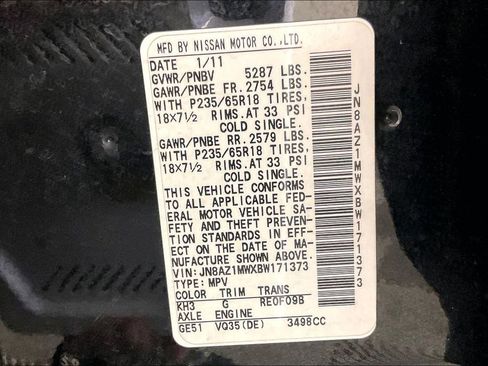 MFD BY NISSAN MOTOR CO.,LTD.
DATE 1/11
GVWR/PNBV 5287 LBS.
GAWR/PNBE FR. 2754 LBS.
WITH P235/65R18 TIRES,
18X7½ RIMS.AT 33 PSI
COLD SINGLE.
GAWR/PNBE RR. 2579 LBS.
WITH P235/65R18 TIRES,
18X7½ RIMS.AT 33 PSI
COLD SINGLE.
THIS VEHICLE CONFORMS
TO ALL APPLICABLE FED-
ERAL MOTOR VEHICLE SA-
FETY AND THEFT PREVEN-
TION STANDARDS IN EFF-
ECT ON THE DATE OF MA-
NUFACTURE SHOWN ABOVE.
VIN: JN8AZ1MWXBW171373
TYPE: MPV
COLOR TRIM TRANS
KH3 G RE0F09B
AXLE ENGINE
GE51 VQ35(DE) 3498CC
JN8AZ1MWXBW171373